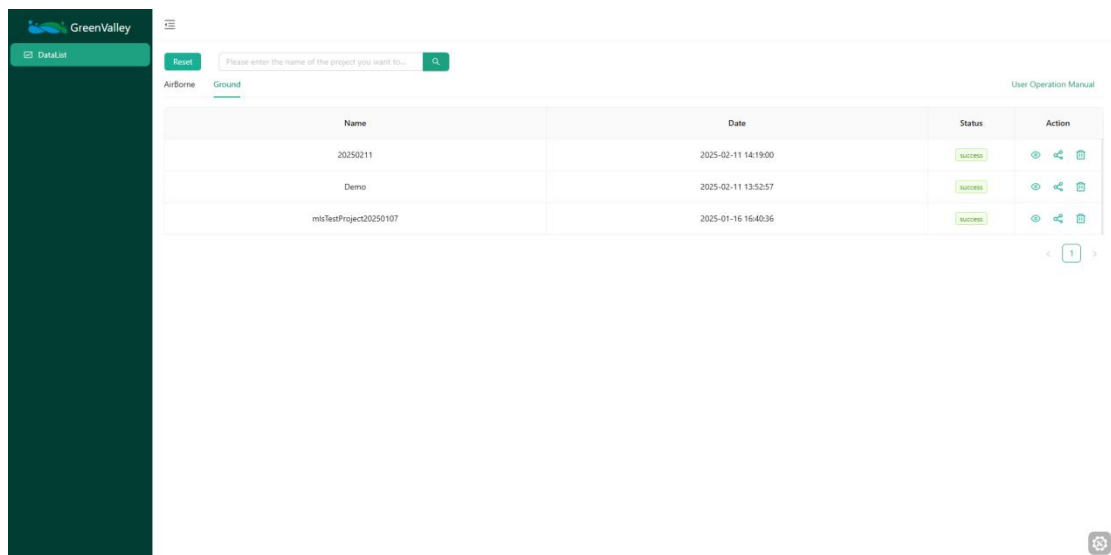 GreenValley
DataList
Reset Please enter the name of the project you want to...
AirBorne Ground User Operation Manual
Name Date Status Action
20250211 2025-02-11 14:19:00 success
Demo 2025-02-11 13:52:57 success
mlsTestProject20250107 2025-01-16 16:40:36 success
< 1 >